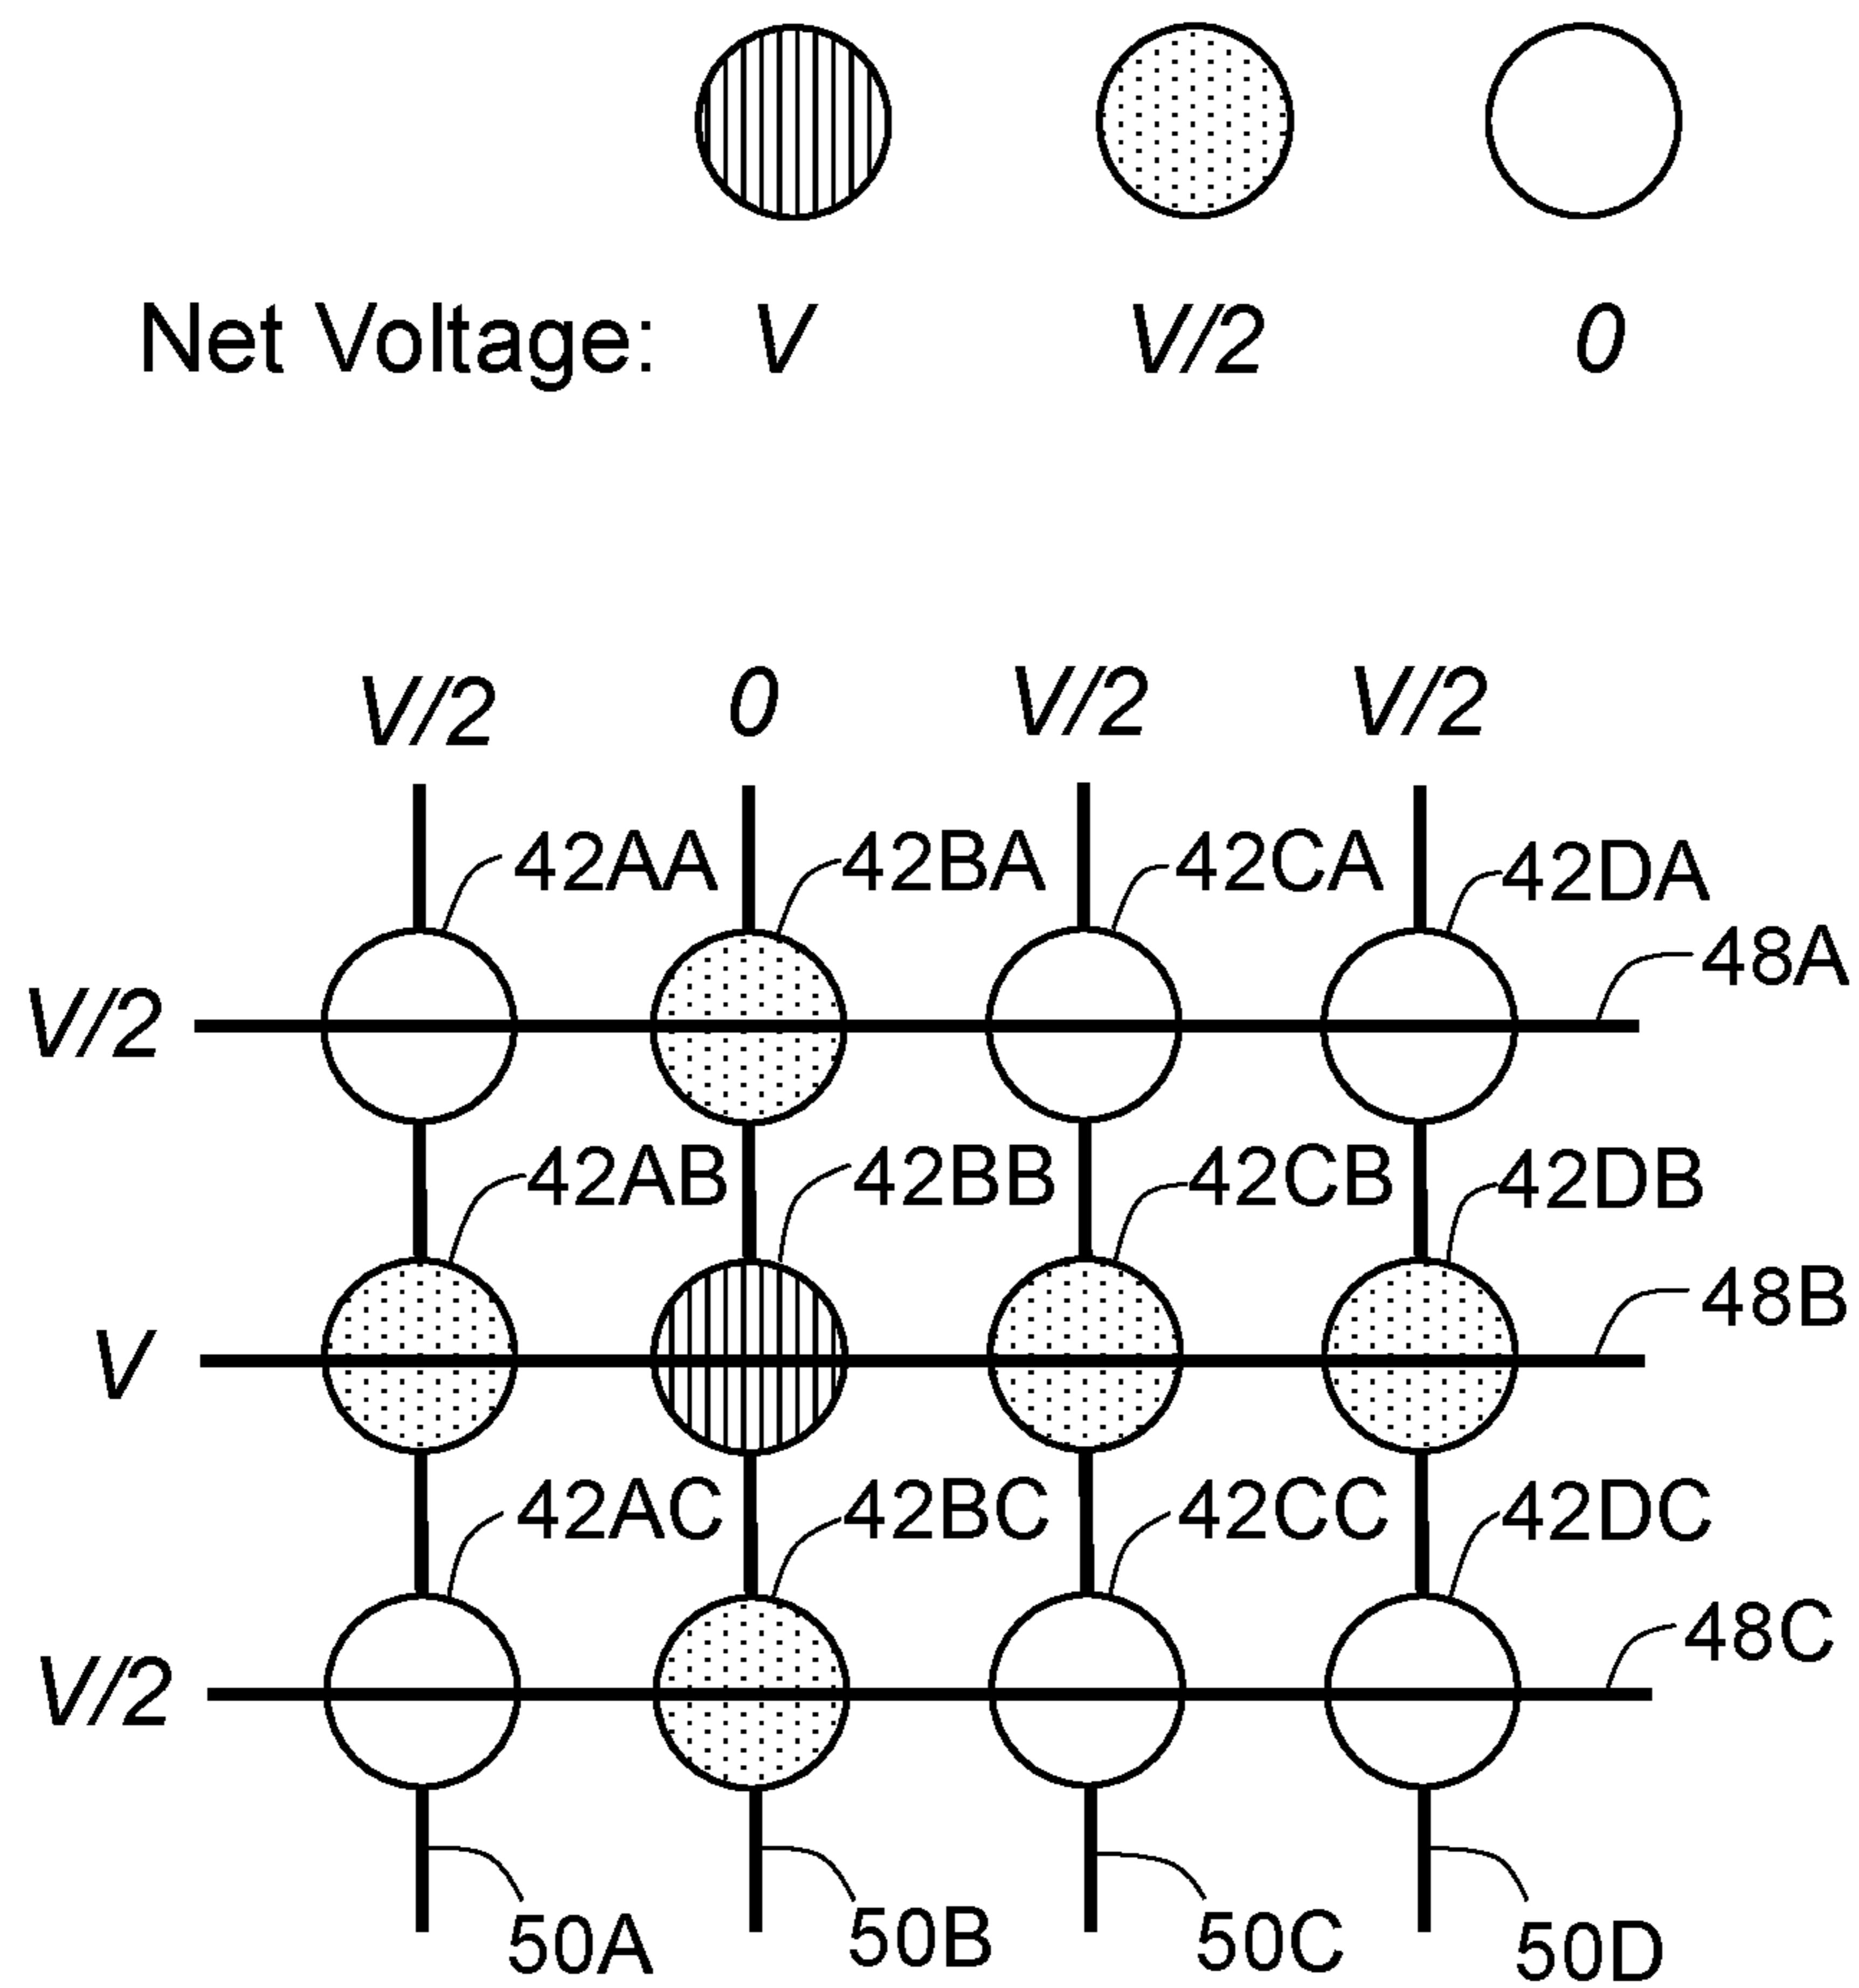 Net Voltage: V V/2 0
V/2 0 V/2 V/2
42AA 42BA 42CA 42DA
48A
V/2
42AB 42BB 42CB 42DB
48B
V
42AC 42BC 42CC 42DC
48C
V/2
50A 50B 50C 50D